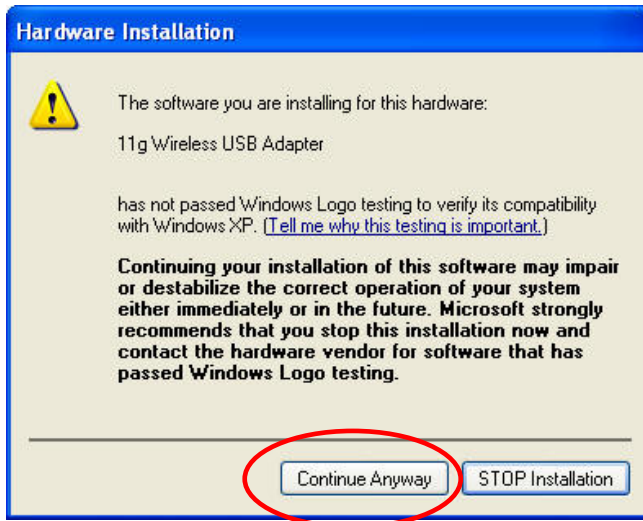 Hardware Installation
The software you are installing for this hardware:
11g Wireless USB Adapter
has not passed Windows Logo testing to verify its compatibility
with Windows XP. (Tell me why this testing is important.)
Continuing your installation of this software may impair
or destabilize the correct operation of your system
either immediately or in the future. Microsoft strongly
recommends that you stop this installation now and
contact the hardware vendor for software that has
passed Windows Logo testing.
Continue Anyway
STOP Installation